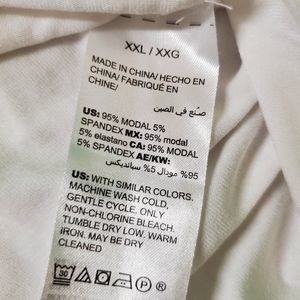 XXL / XXG
MADE IN CHINA/ HECHO EN
CHINA/ FABRIQUÉ EN
CHINE/
صنع في الصين
US: 95% MODAL 5%
SPANDEX MX: 95% modal
5% elastano CA: 95% MODAL
5% SPANDEX AE/KW:
95% مودال 5% سباندیکس
US: WITH SIMILAR COLORS.
MACHINE WASH COLD,
GENTLE CYCLE. ONLY
NON-CHLORINE BLEACH.
TUMBLE DRY LOW. WARM
IRON. MAY BE DRY
CLEANED.
30
P